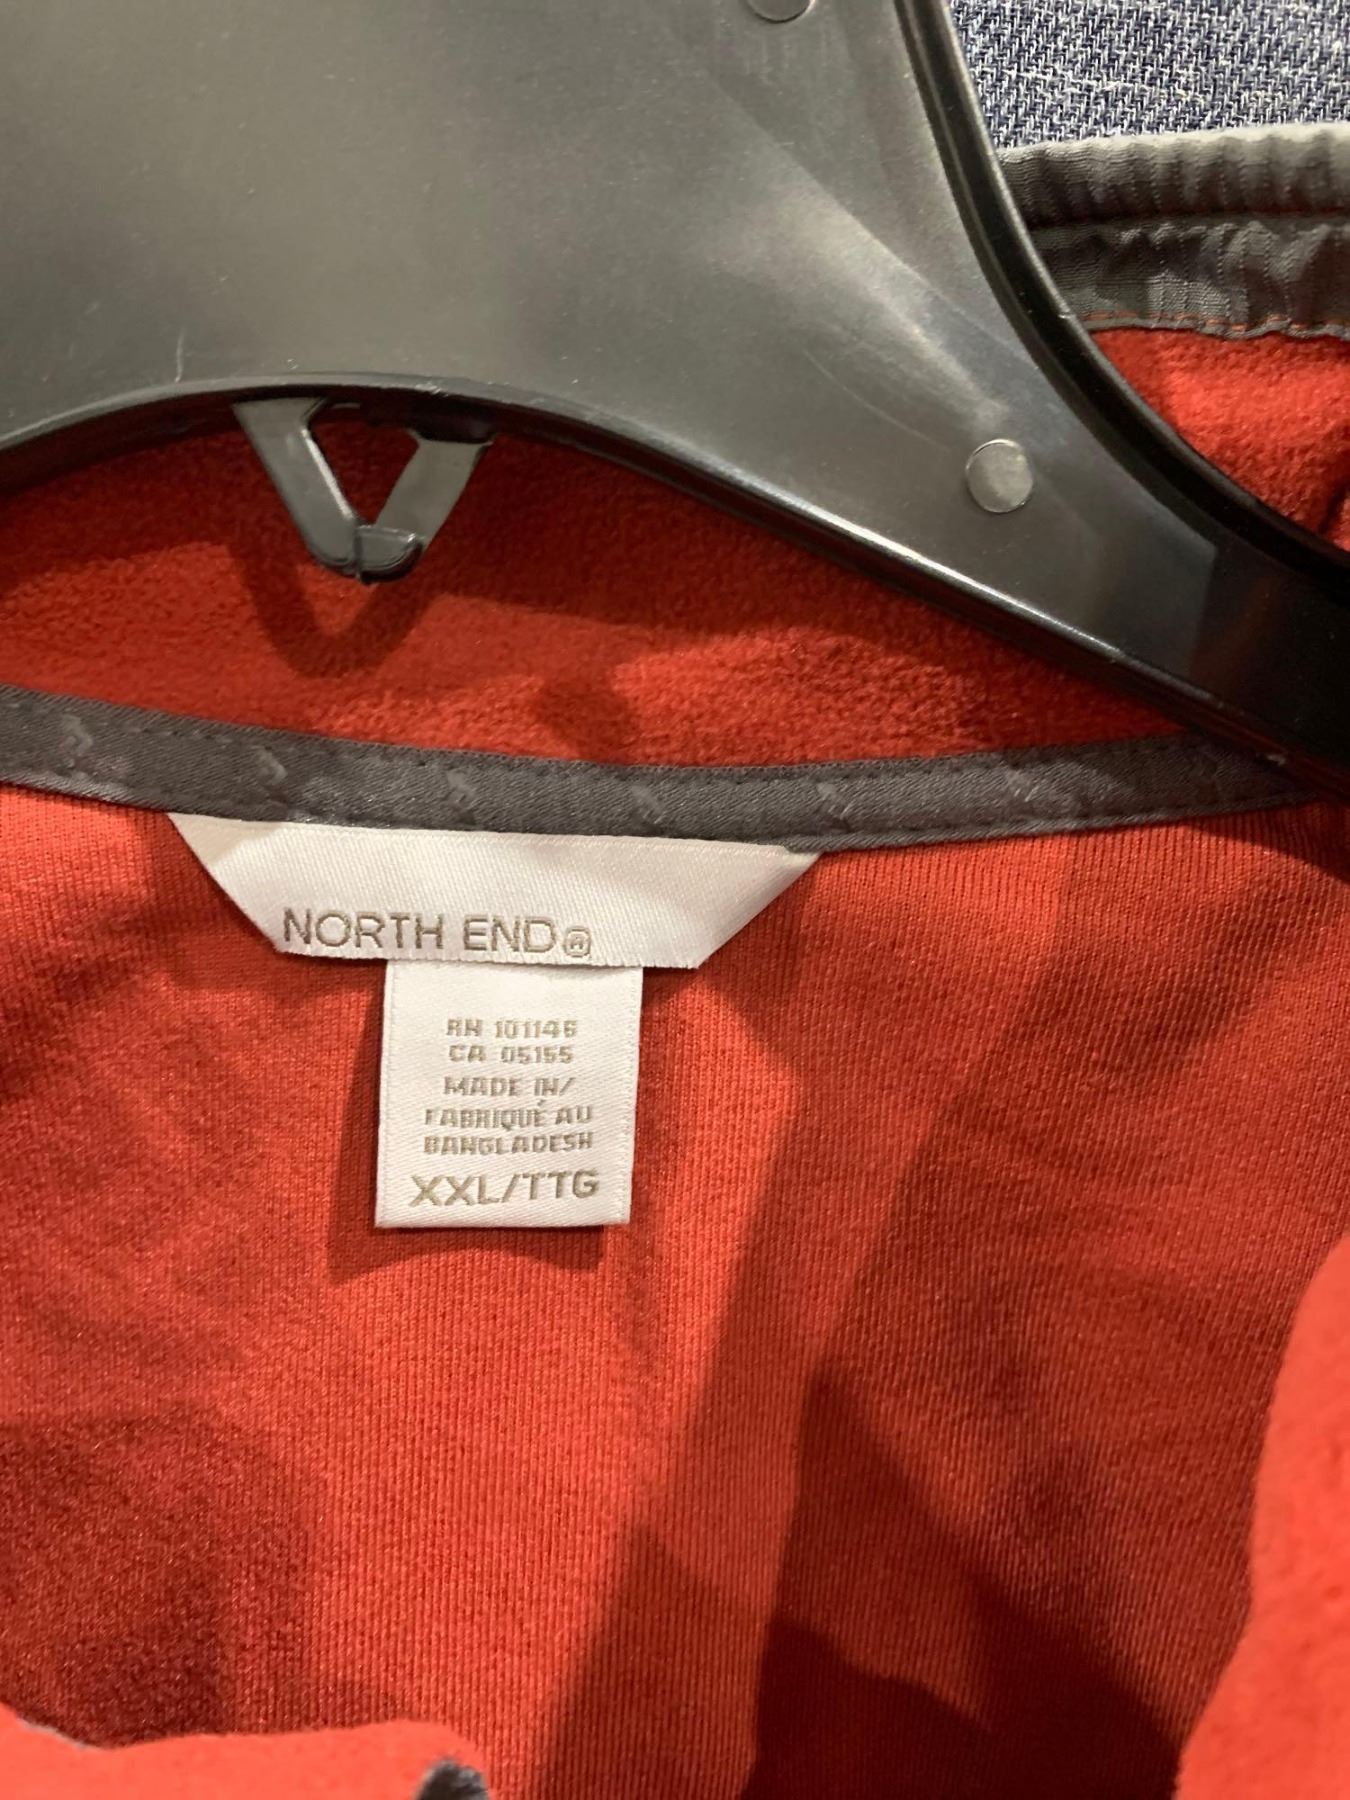 NORTH END®
RN 101146
CA 05155
MADE IN/
FABRIQUÉ AU
BANGLADESH
XXL/TTG